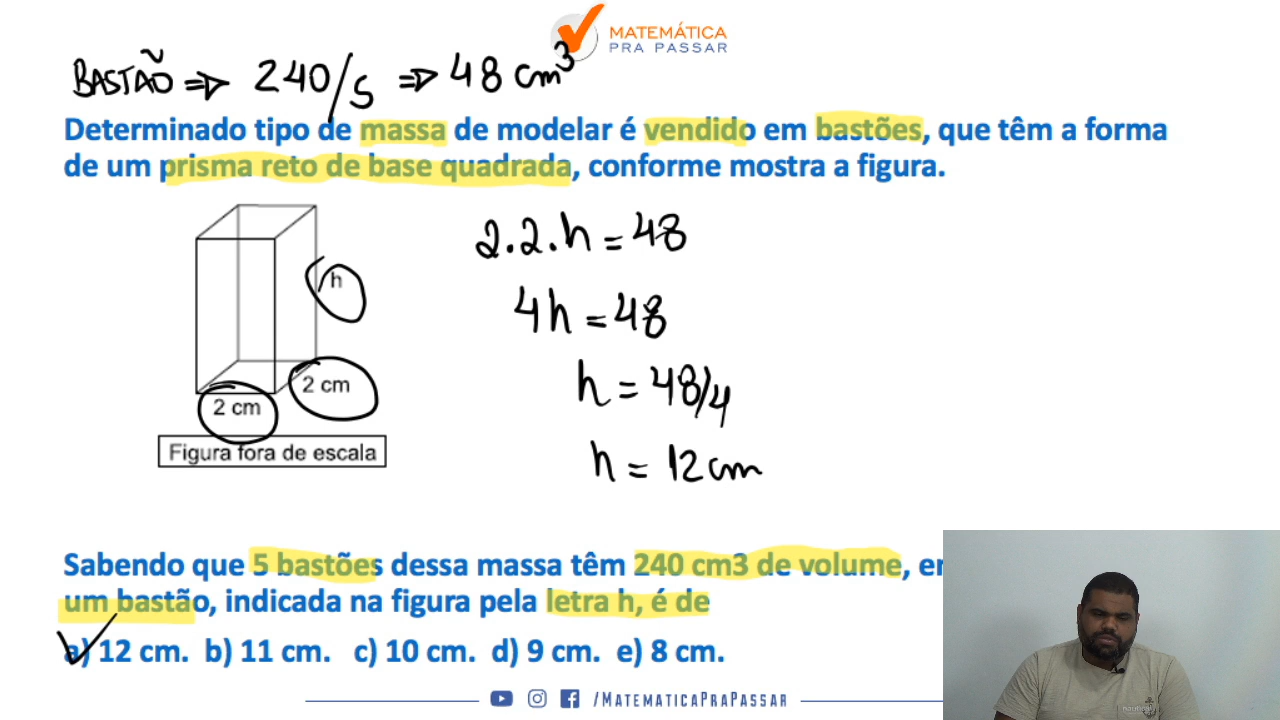 MATEMÁTICA
PRA PASSAR
BASTÃO ⇒ 240/5 ⇒ 48 cm³
Determinado tipo de massa de modelar é vendido em bastões, que têm a forma
de um prisma reto de base quadrada, conforme mostra a figura.
2.2.h = 48
h
4h = 48
2 cm
h = 48/4
2 cm
Figura fora de escala
h = 12 cm
Sabendo que 5 bastões dessa massa têm 240 cm3 de volume,
um bastão, indicada na figura pela letra h, é de
a) 12 cm. b) 11 cm. c) 10 cm. d) 9 cm. e) 8 cm.
/MATEMATICAPRAPASSAR